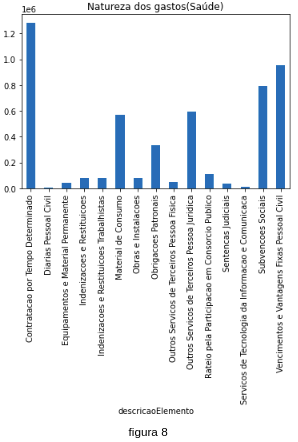 Natureza dos gastos(Saúde)
1e6
1.2
1.0
0.8
0.6
0.4
0.2
0.0
Contratacao por Tempo Determinado
Diarias Pessoal Civil
Equipamentos e Material Permanente
Indenizacoes e Restituicoes
Indenizacoes e Restituicoes Trabalhistas
Material de Consumo
Obras e Instalacoes
Obrigacoes Patronais
Outros Servicos de Terceiros Pessoa Fisica
Outros Servicos de Terceiros Pessoa Juridica
Rateio pela Participacao em Consorcio Publico
Sentencas Judiciais
Servicos de Tecnologia da Informacao e Comunicaca
Subvencoes Sociais
Vencimentos e Vantagens Fixas Pessoal Civil
descricaoElemento
figura 8